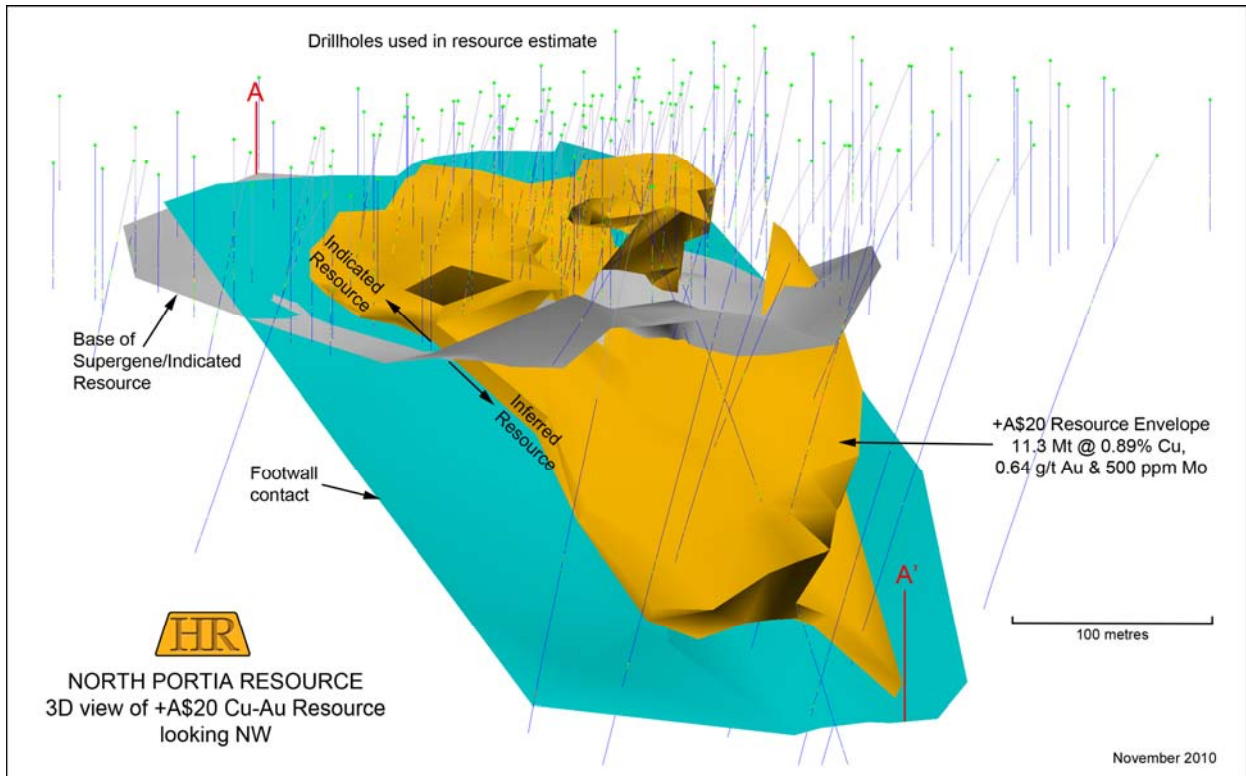 Drillholes used in resource estimate
A
Indicated
Resource
Base of
Supergene/Indicated
Resource
Inferred
Resource
+A$20 Resource Envelope
11.3 Mt @ 0.89% Cu,
0.64 g/t Au & 500 ppm Mo
Footwall
contact
A'
100 metres
HR
NORTH PORTIA RESOURCE
3D view of +A$20 Cu-Au Resource
looking NW
November 2010